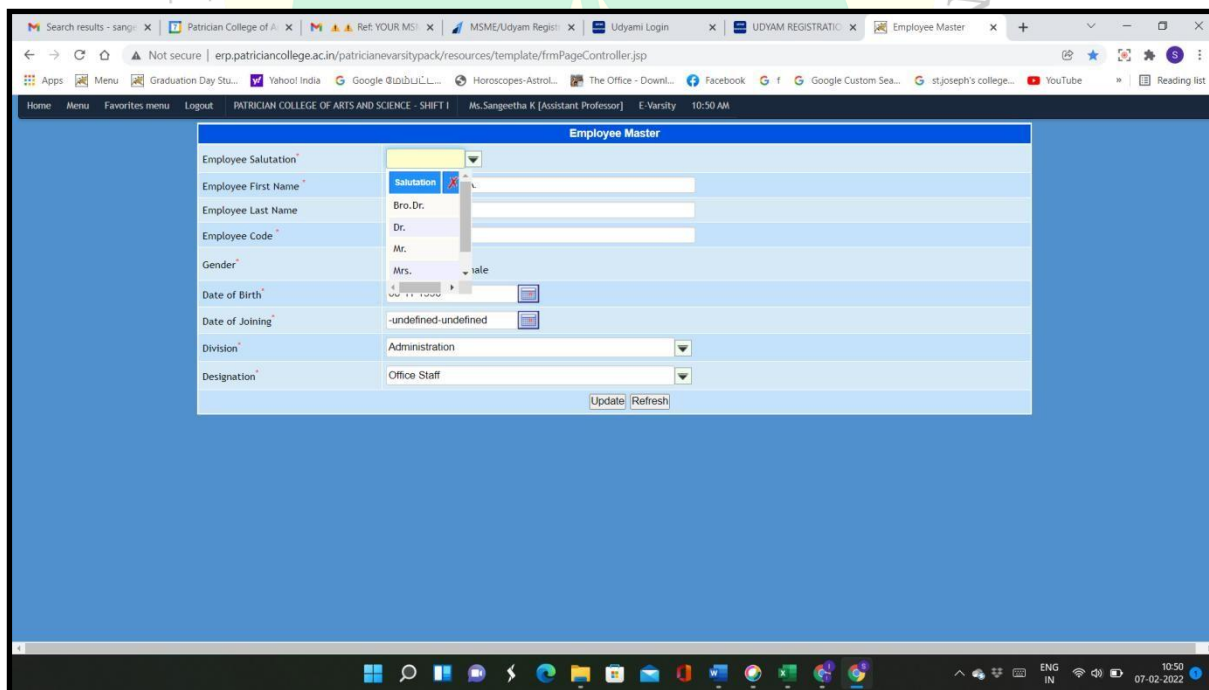 Search results - sange
Patrician College of A
Ref: YOUR MSM
MSME/Udyam Regist
Udyami Login
UDYAM REGISTRATIO
Employee Master
Not secure | erp.patriciancollege.ac.in/patricianevarsitypack/resources/template/frmPageController.jsp
Apps Menu Graduation Day Stu... Yahoo! India Google Horoscopes-Astrol... The Office - Downl... Facebook G f Google Custom Sea... st.joseph's college... YouTube » Reading list
Home Menu Favorites menu Logout PATRICIAN COLLEGE OF ARTS AND SCIENCE - SHIFT I Ms.Sangeetha K [Assistant Professor] E-Varsity 10:50 AM
Employee Master
Employee Salutation*
Salutation
Employee First Name *
Bro.Dr.
Employee Last Name
Dr.
Employee Code *
Mr.
Gender*
Mrs.
Date of Birth*
Date of Joining* -undefined-undefined
Division* Administration
Designation* Office Staff
Update Refresh
ENG
IN
10:50
07-02-2022